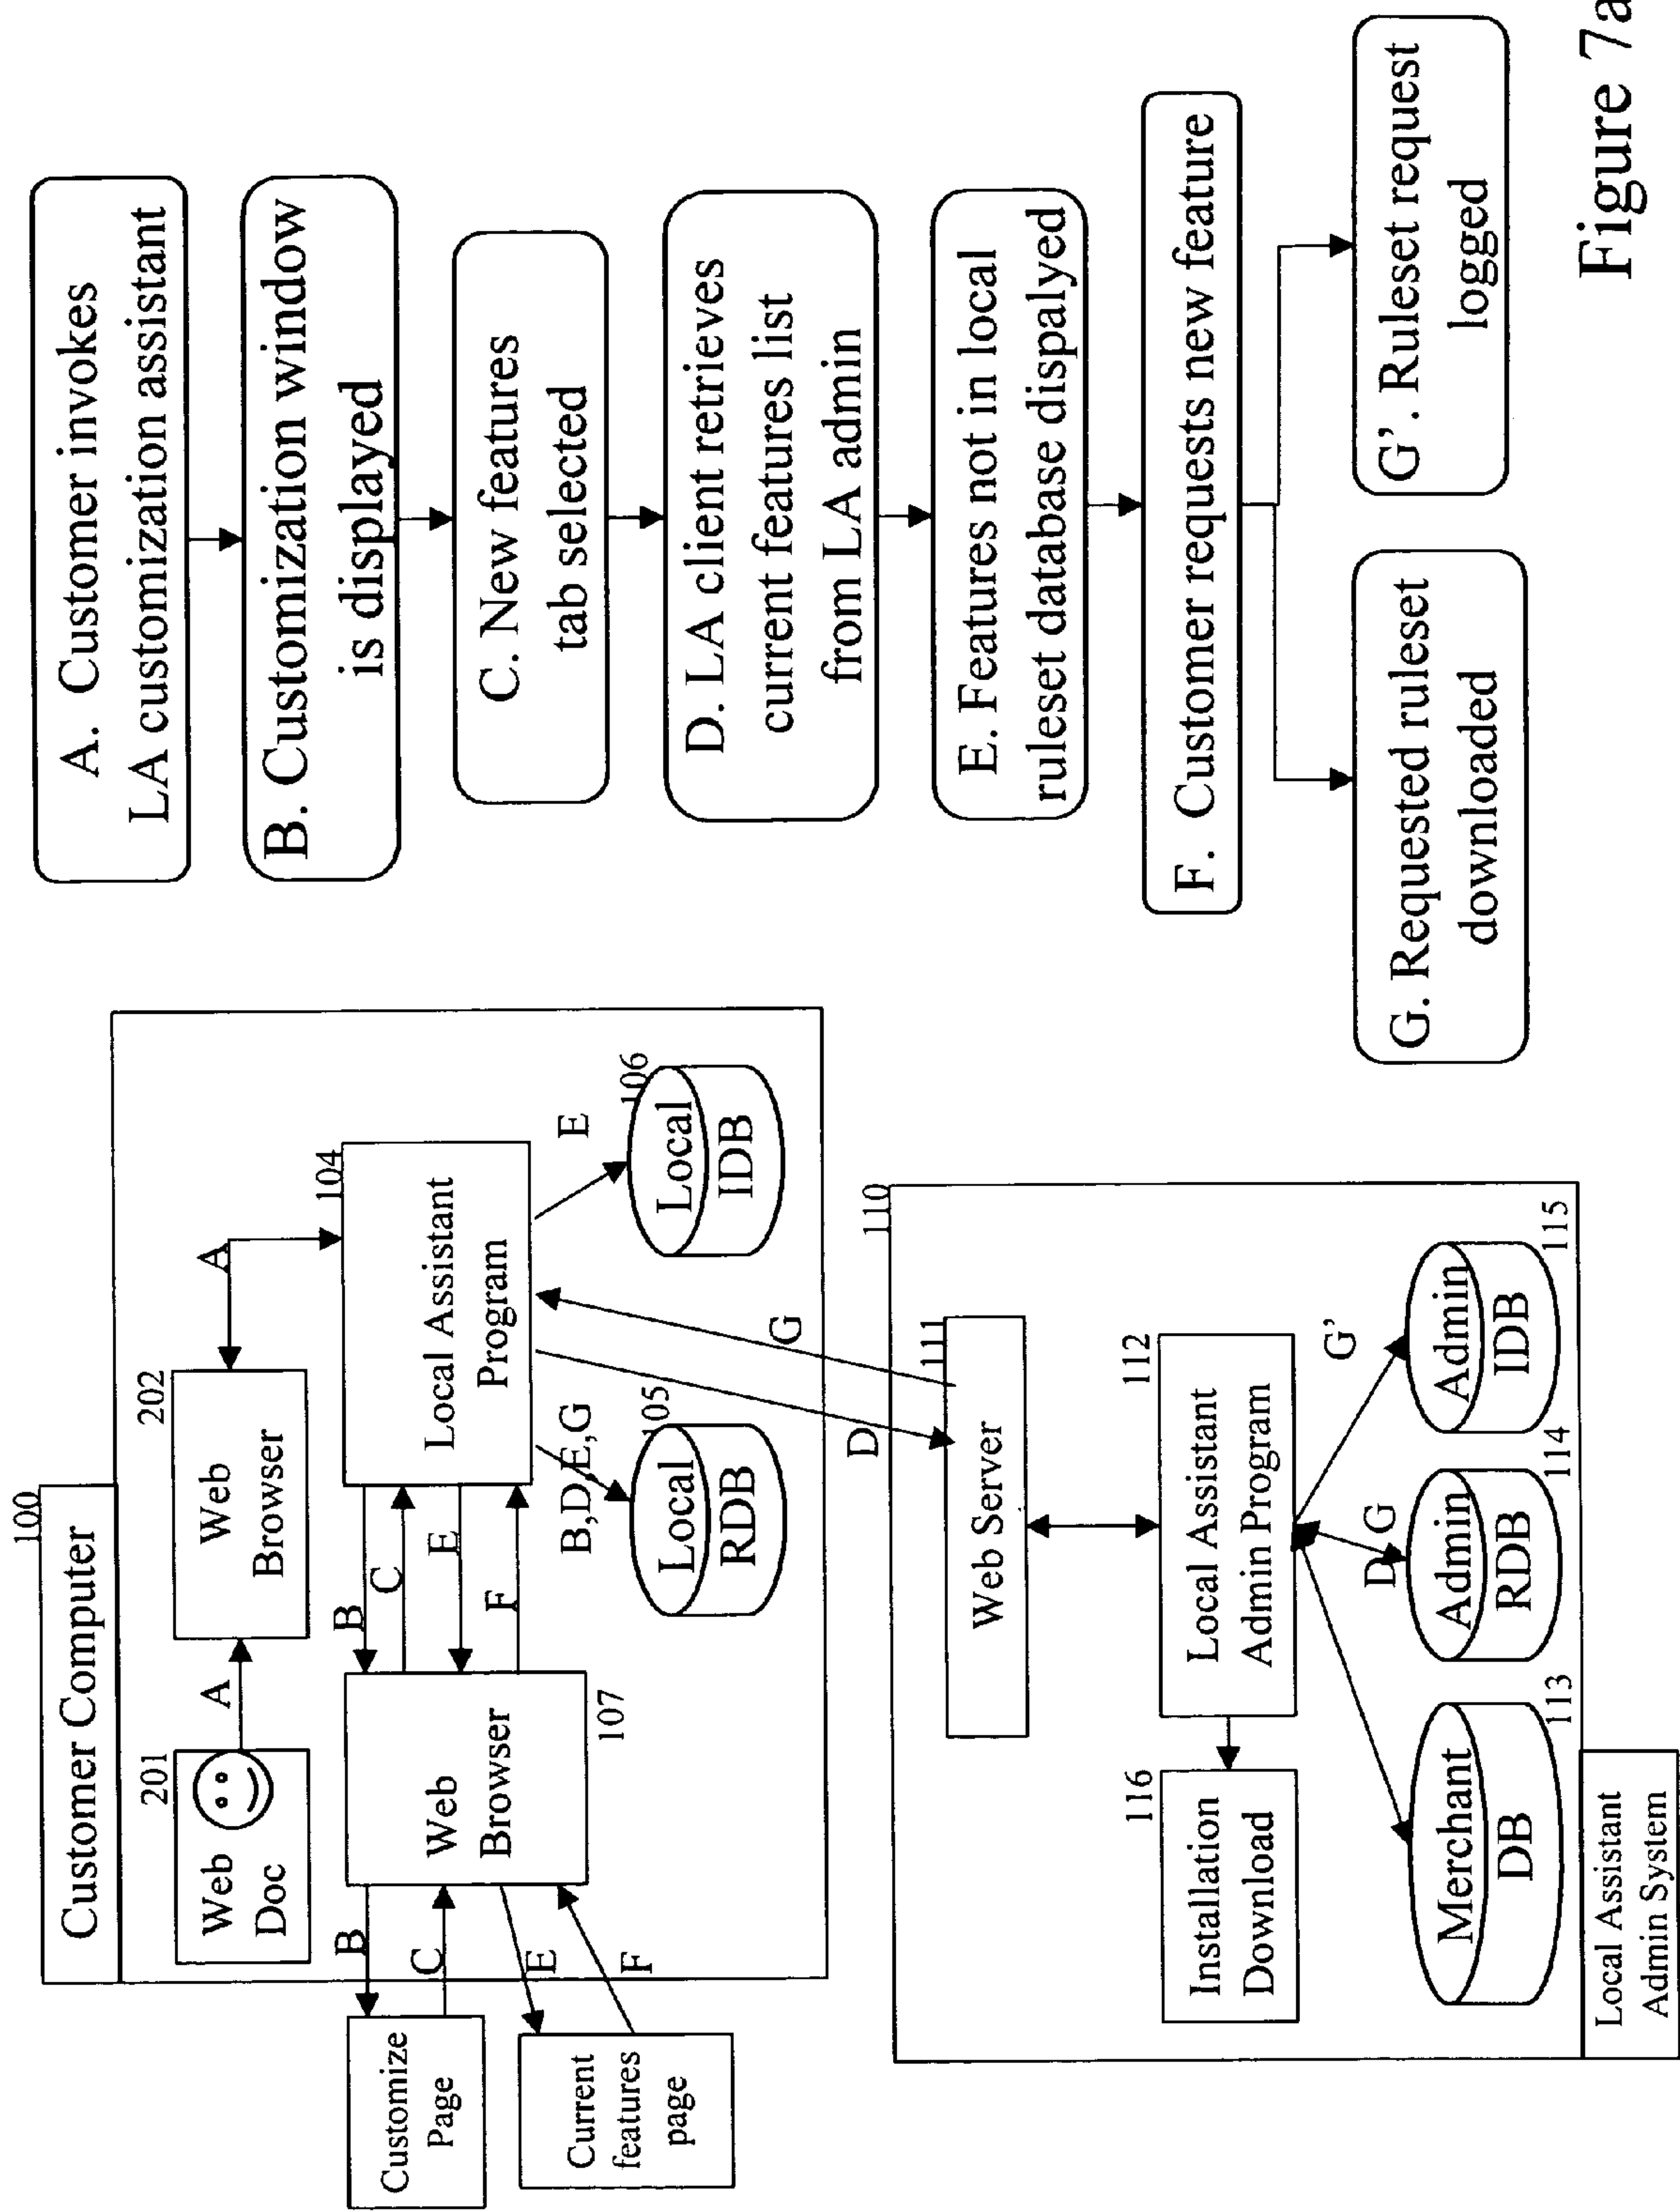 100
Customer Computer
201
Web
Doc
A
202
Web
Browser
A
104
Local Assistant
Program
B
C
E
F
Web
Browser
107
B
C
E
F
Customize
Page
Current
features
page
B,D,E,G
105
Local
RDB
E
106
Local
IDB
D
G
110
111
Web Server
112
Local Assistant
Admin Program
116
Installation
Download
D G
G'
Merchant
DB
113
Admin
RDB
114
Admin
IDB
115
Local Assistant
Admin System
A. Customer invokes
LA customization assistant
B. Customization window
is displayed
C. New features
tab selected
D. LA client retrieves
current features list
from LA admin
E. Features not in local
ruleset database dispalyed
F. Customer requests new feature
G. Requested ruleset
downloaded
G'. Ruleset request
logged
Figure 7a